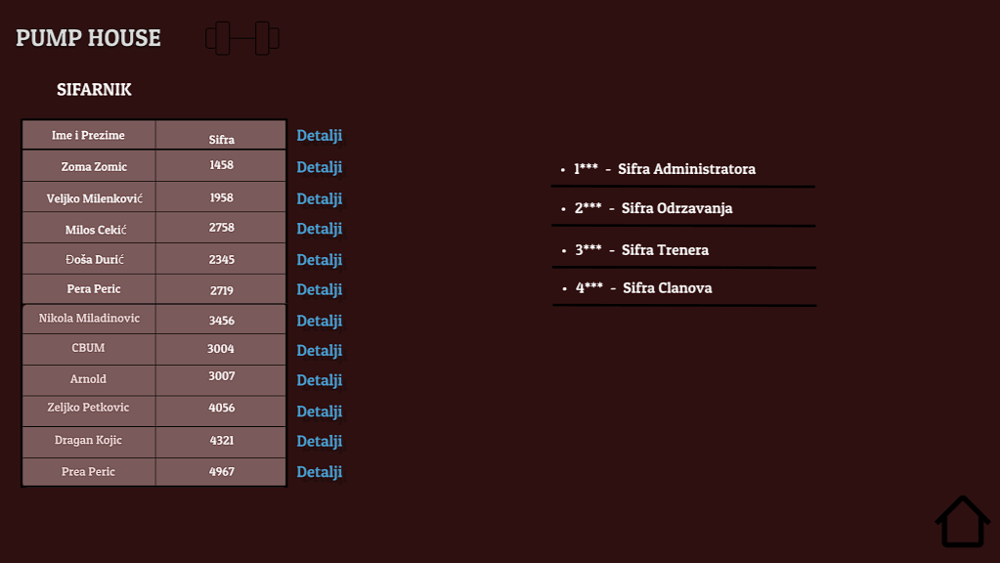 PUMP HOUSE
SIFARNIK
Ime i Prezime Sifra Detalji
Zoma Zomic 1458 Detalji
Veljko Milenković 1958 Detalji
Milos Cekić 2758 Detalji
Đoša Durić 2345 Detalji
Pera Peric 2719 Detalji
Nikola Miladinovic 3456 Detalji
CBUM 3004 Detalji
Arnold 3007 Detalji
Zeljko Petkovic 4056 Detalji
Dragan Kojic 4321 Detalji
Prea Peric 4967 Detalji
• 1*** - Sifra Administratora
• 2*** - Sifra Odrzavanja
• 3*** - Sifra Trenera
• 4*** - Sifra Clanova